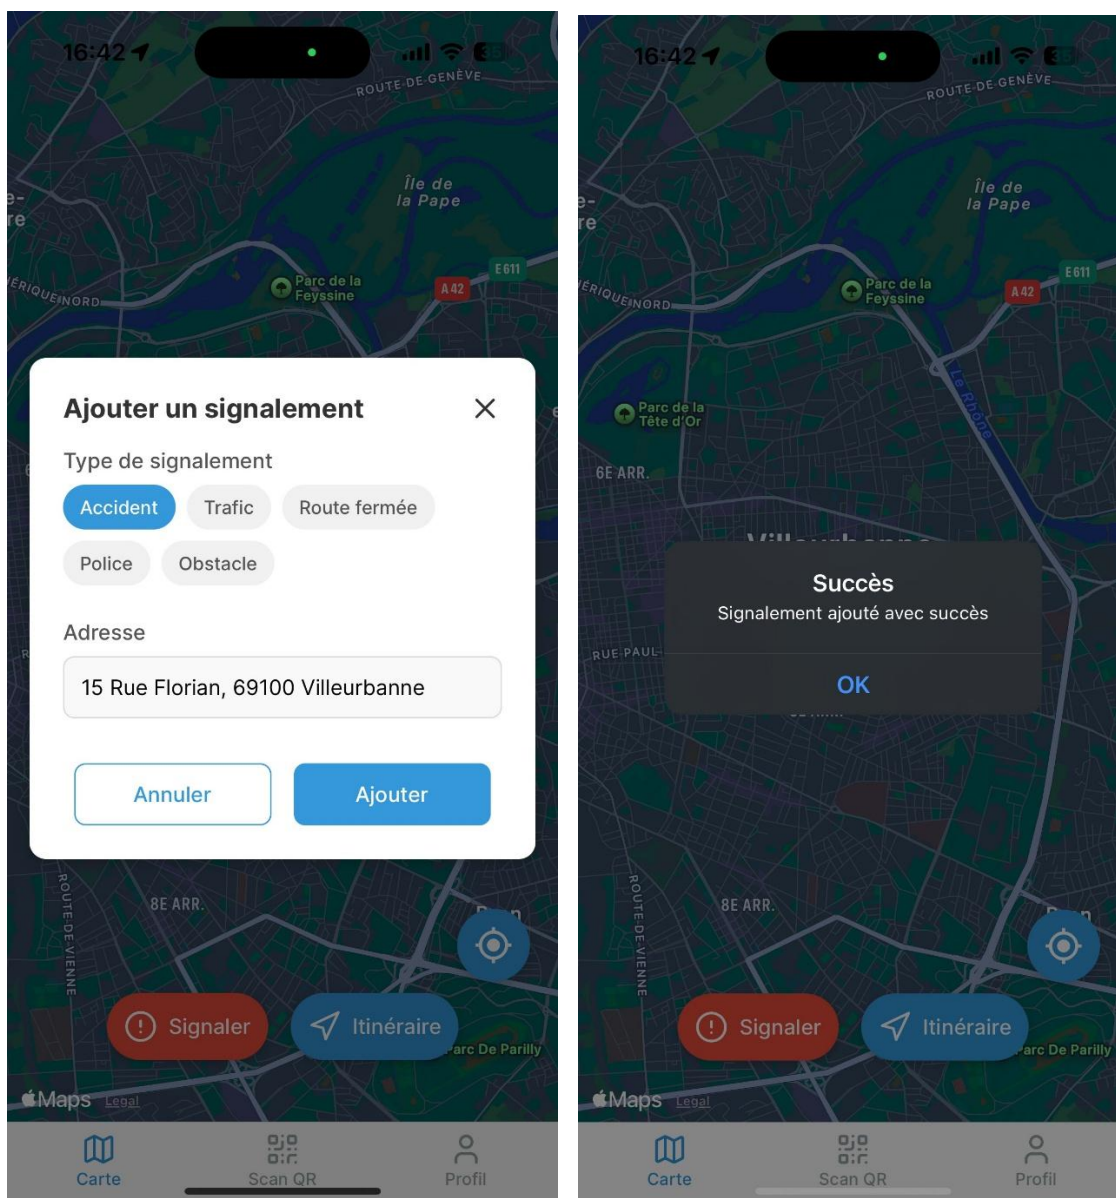 16:42
35
ROUTE DE GENÈVE
Île de
la Pape
E611
A42
Parc de la
Feyssine
Ajouter un signalement
Type de signalement
Accident
Trafic
Route fermée
Police
Obstacle
Adresse
15 Rue Florian, 69100 Villeurbanne
Annuler
Ajouter
ROUTE DE VIENNE
8E ARR.
Signaler
Itinéraire
Parc De Parilly
Maps
Legal
Carte
Scan QR
Profil
16:42
35
ROUTE DE GENÈVE
Île de
la Pape
E611
A42
Parc de la
Feyssine
Le Rhône
Parc de la
Tête d'Or
6E ARR.
Villeurbanne
Succès
Signalement ajouté avec succès
RUE PAUL
OK
ROUTE DE VIENNE
8E ARR.
Signaler
Itinéraire
Parc De Parilly
Maps
Legal
Carte
Scan QR
Profil